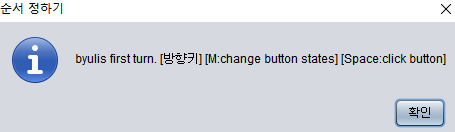 순서 정하기
byulis first turn. [방향키] [M:change button states] [Space:click button]
확인